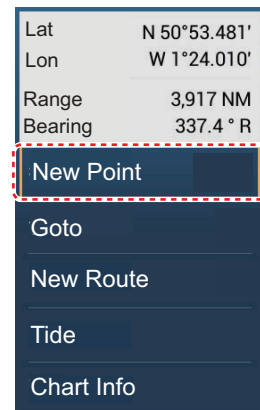 Lat N 50°53.481'
Lon W 1°24.010'
Range 3,917 NM
Bearing 337.4 ° R
New Point
Goto
New Route
Tide
Chart Info